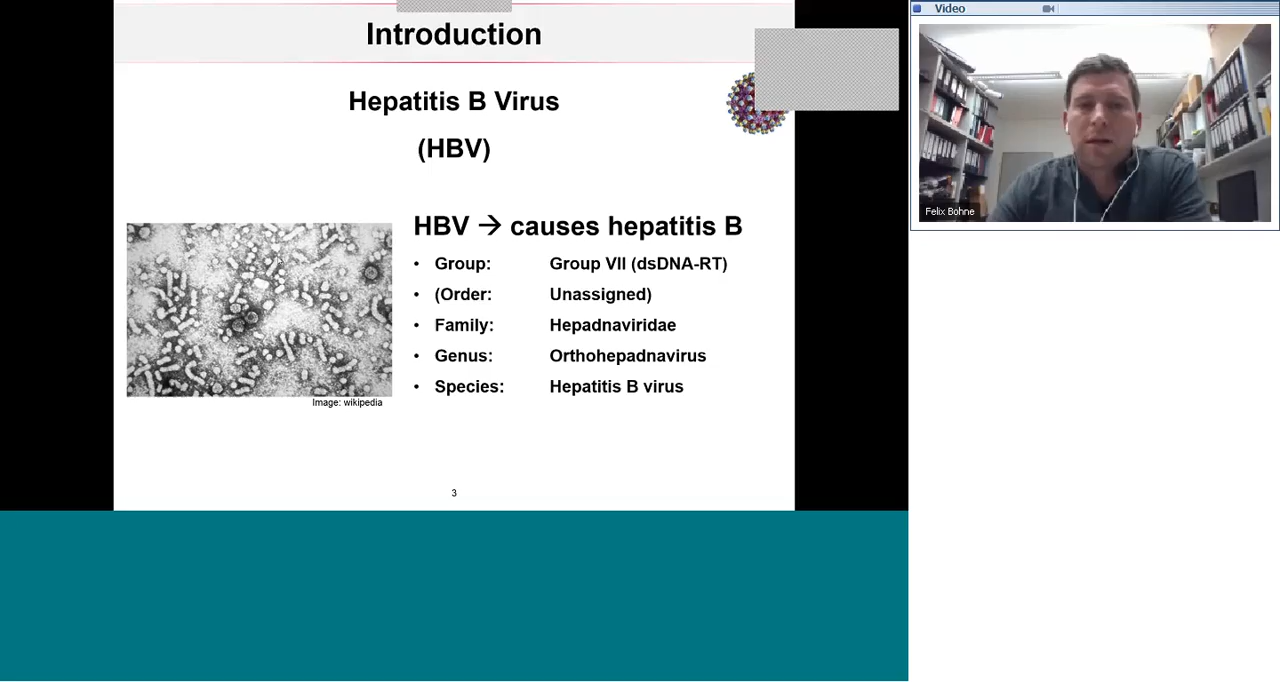 Introduction
Hepatitis B Virus
(HBV)
HBV → causes hepatitis B
• Group: Group VII (dsDNA-RT)
• (Order: Unassigned)
• Family: Hepadnaviridae
• Genus: Orthohepadnavirus
• Species: Hepatitis B virus
Image: wikipedia
3
Video
Felix Bohne